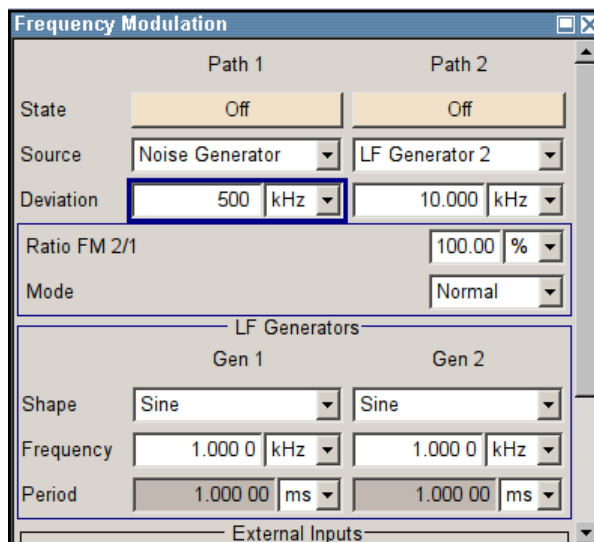 Frequency Modulation
Path 1 Path 2
State Off Off
Source Noise Generator LF Generator 2
Deviation 500 kHz 10.000 kHz
Ratio FM 2/1 100.00 %
Mode Normal
LF Generators
Gen 1 Gen 2
Shape Sine Sine
Frequency 1.000 0 kHz 1.000 0 kHz
Period 1.000 00 ms 1.000 00 ms
External Inputs